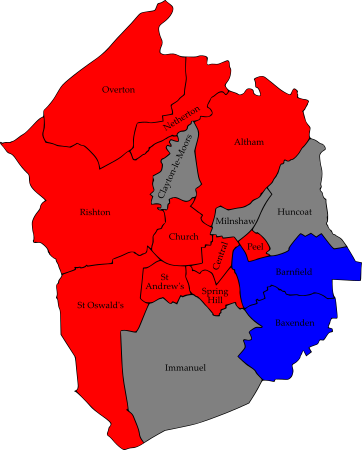 Overton
Netherton
Clayton-le-Moors
Altham
Rishton
Milnshaw
Huncoat
Church
Central
Peel
Barnfield
St
Andrew's
Spring
Hill
St Oswald's
Baxenden
Immanuel